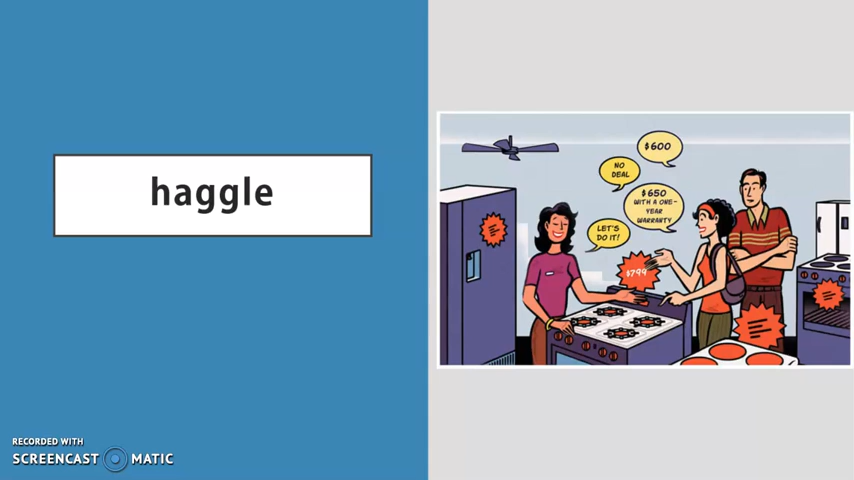 haggle
$600
NO
DEAL
$650
WITH A ONE-
YEAR
WARRANTY
LET'S
DO IT!
$799
RECORDED WITH
SCREENCAST MATIC